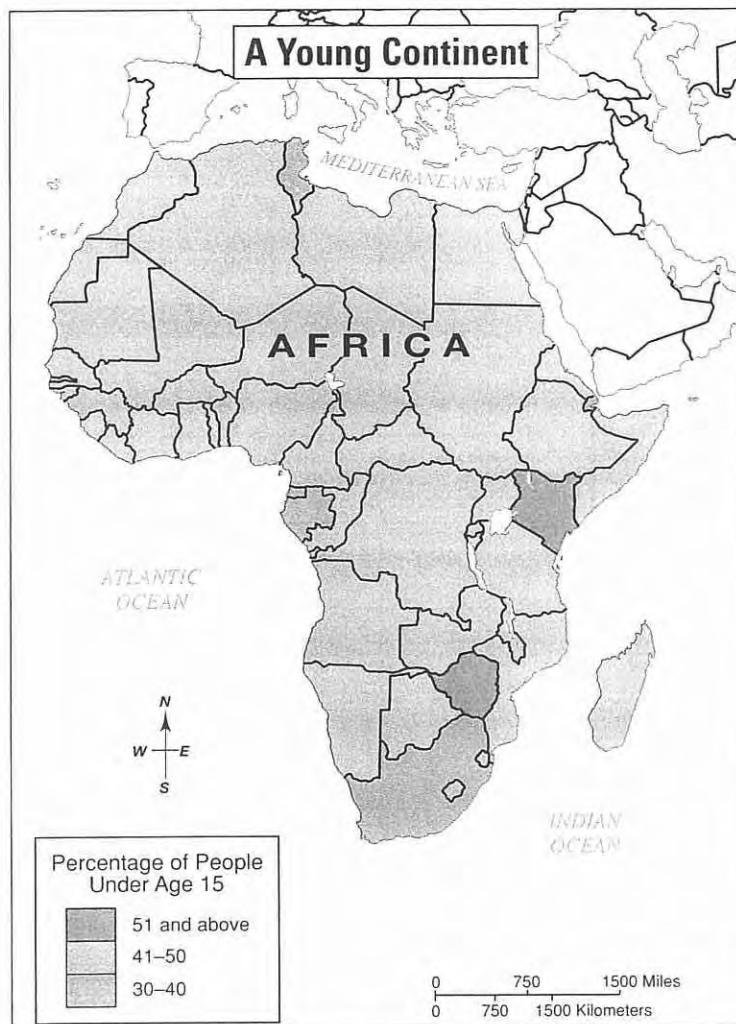 A Young Continent
MEDITERRANEAN SEA
AFRICA
ATLANTIC
OCEAN
N
W E
S
INDIAN
OCEAN
Percentage of People
Under Age 15
51 and above
41–50
30–40
0 750 1500 Miles
0 750 1500 Kilometers